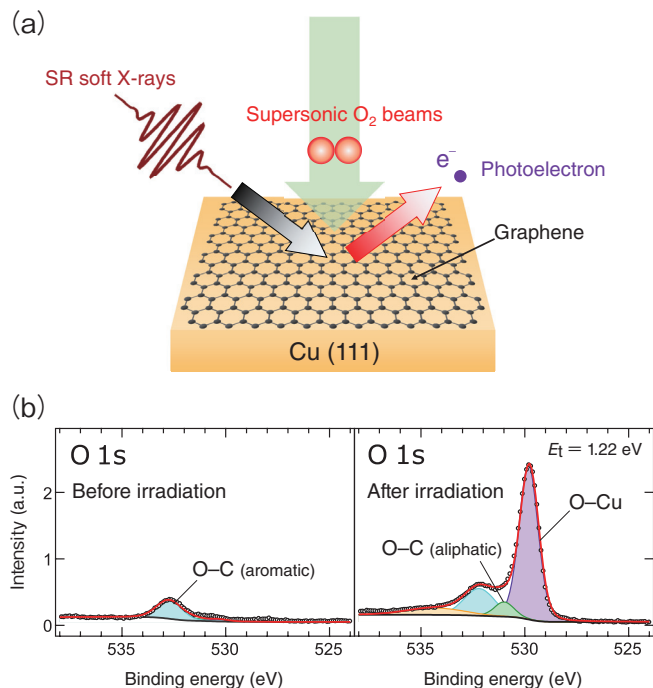 (a)
SR soft X-rays
Supersonic O₂ beams
e⁻
Photoelectron
Graphene
Cu (111)
(b)
O 1s
Before irradiation
O–C (aromatic)
O 1s
Eₜ = 1.22 eV
After irradiation
O–Cu
O–C (aliphatic)
Intensity (a.u.)
2
1
0
535 530 525
535 530 525
Binding energy (eV)
Binding energy (eV)